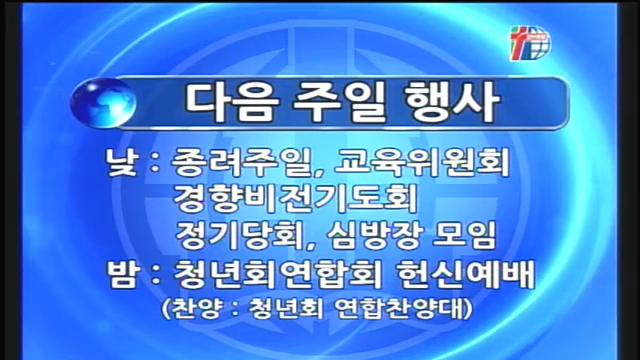 다음 주일 행사
낮 : 종려주일, 교육위원회
경향비전기도회
정기당회, 심방장 모임
밤 : 청년회연합회 헌신예배
(찬양 : 청년회 연합찬양대)